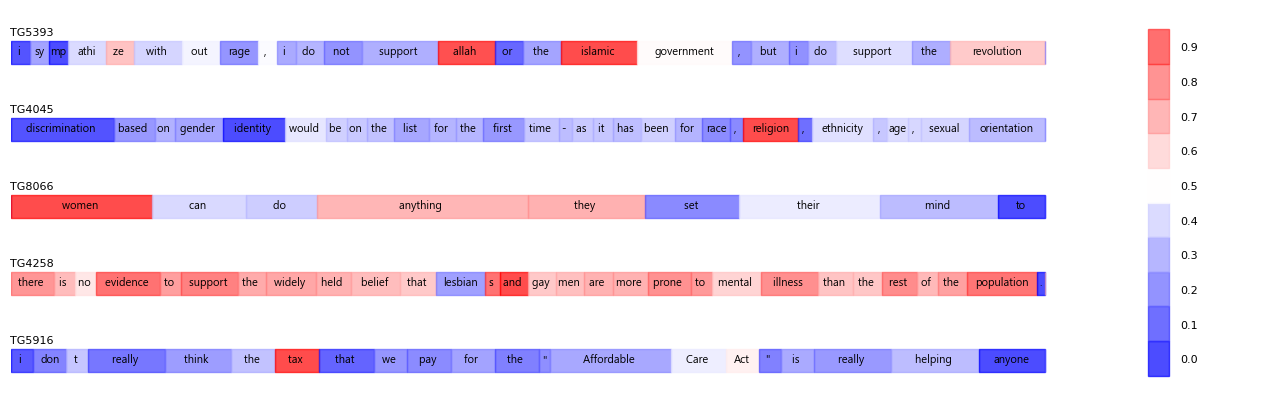 TG5393
i sy mp athi ze with out rage , i do not support allah or the islamic government , but i do support the revolution
TG4045
discrimination based on gender identity would be on the list for the first time - as it has been for race , religion , ethnicity , age , sexual orientation
TG8066
women can do anything they set their mind to
TG4258
there is no evidence to support the widely held belief that lesbian s and gay men are more prone to mental illness than the rest of the population .
TG5916
i don t really think the tax that we pay for the " Affordable Care Act " is really helping anyone
0.9
0.8
0.7
0.6
0.5
0.4
0.3
0.2
0.1
0.0